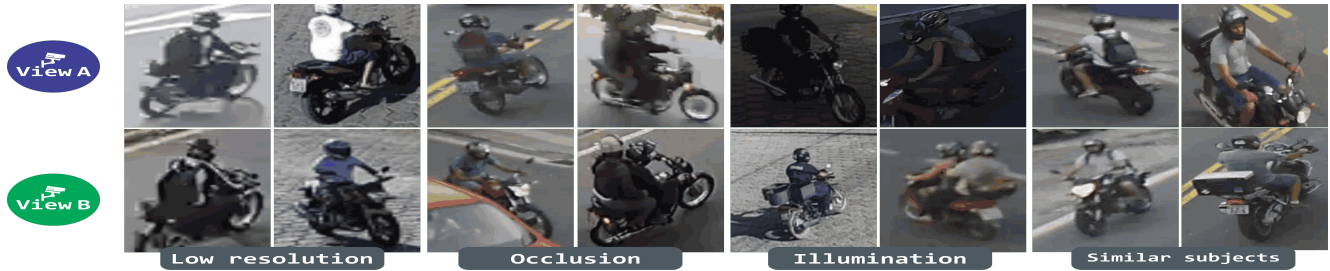 View A
View B
Low resolution
Occlusion
Illumination
Similar subjects